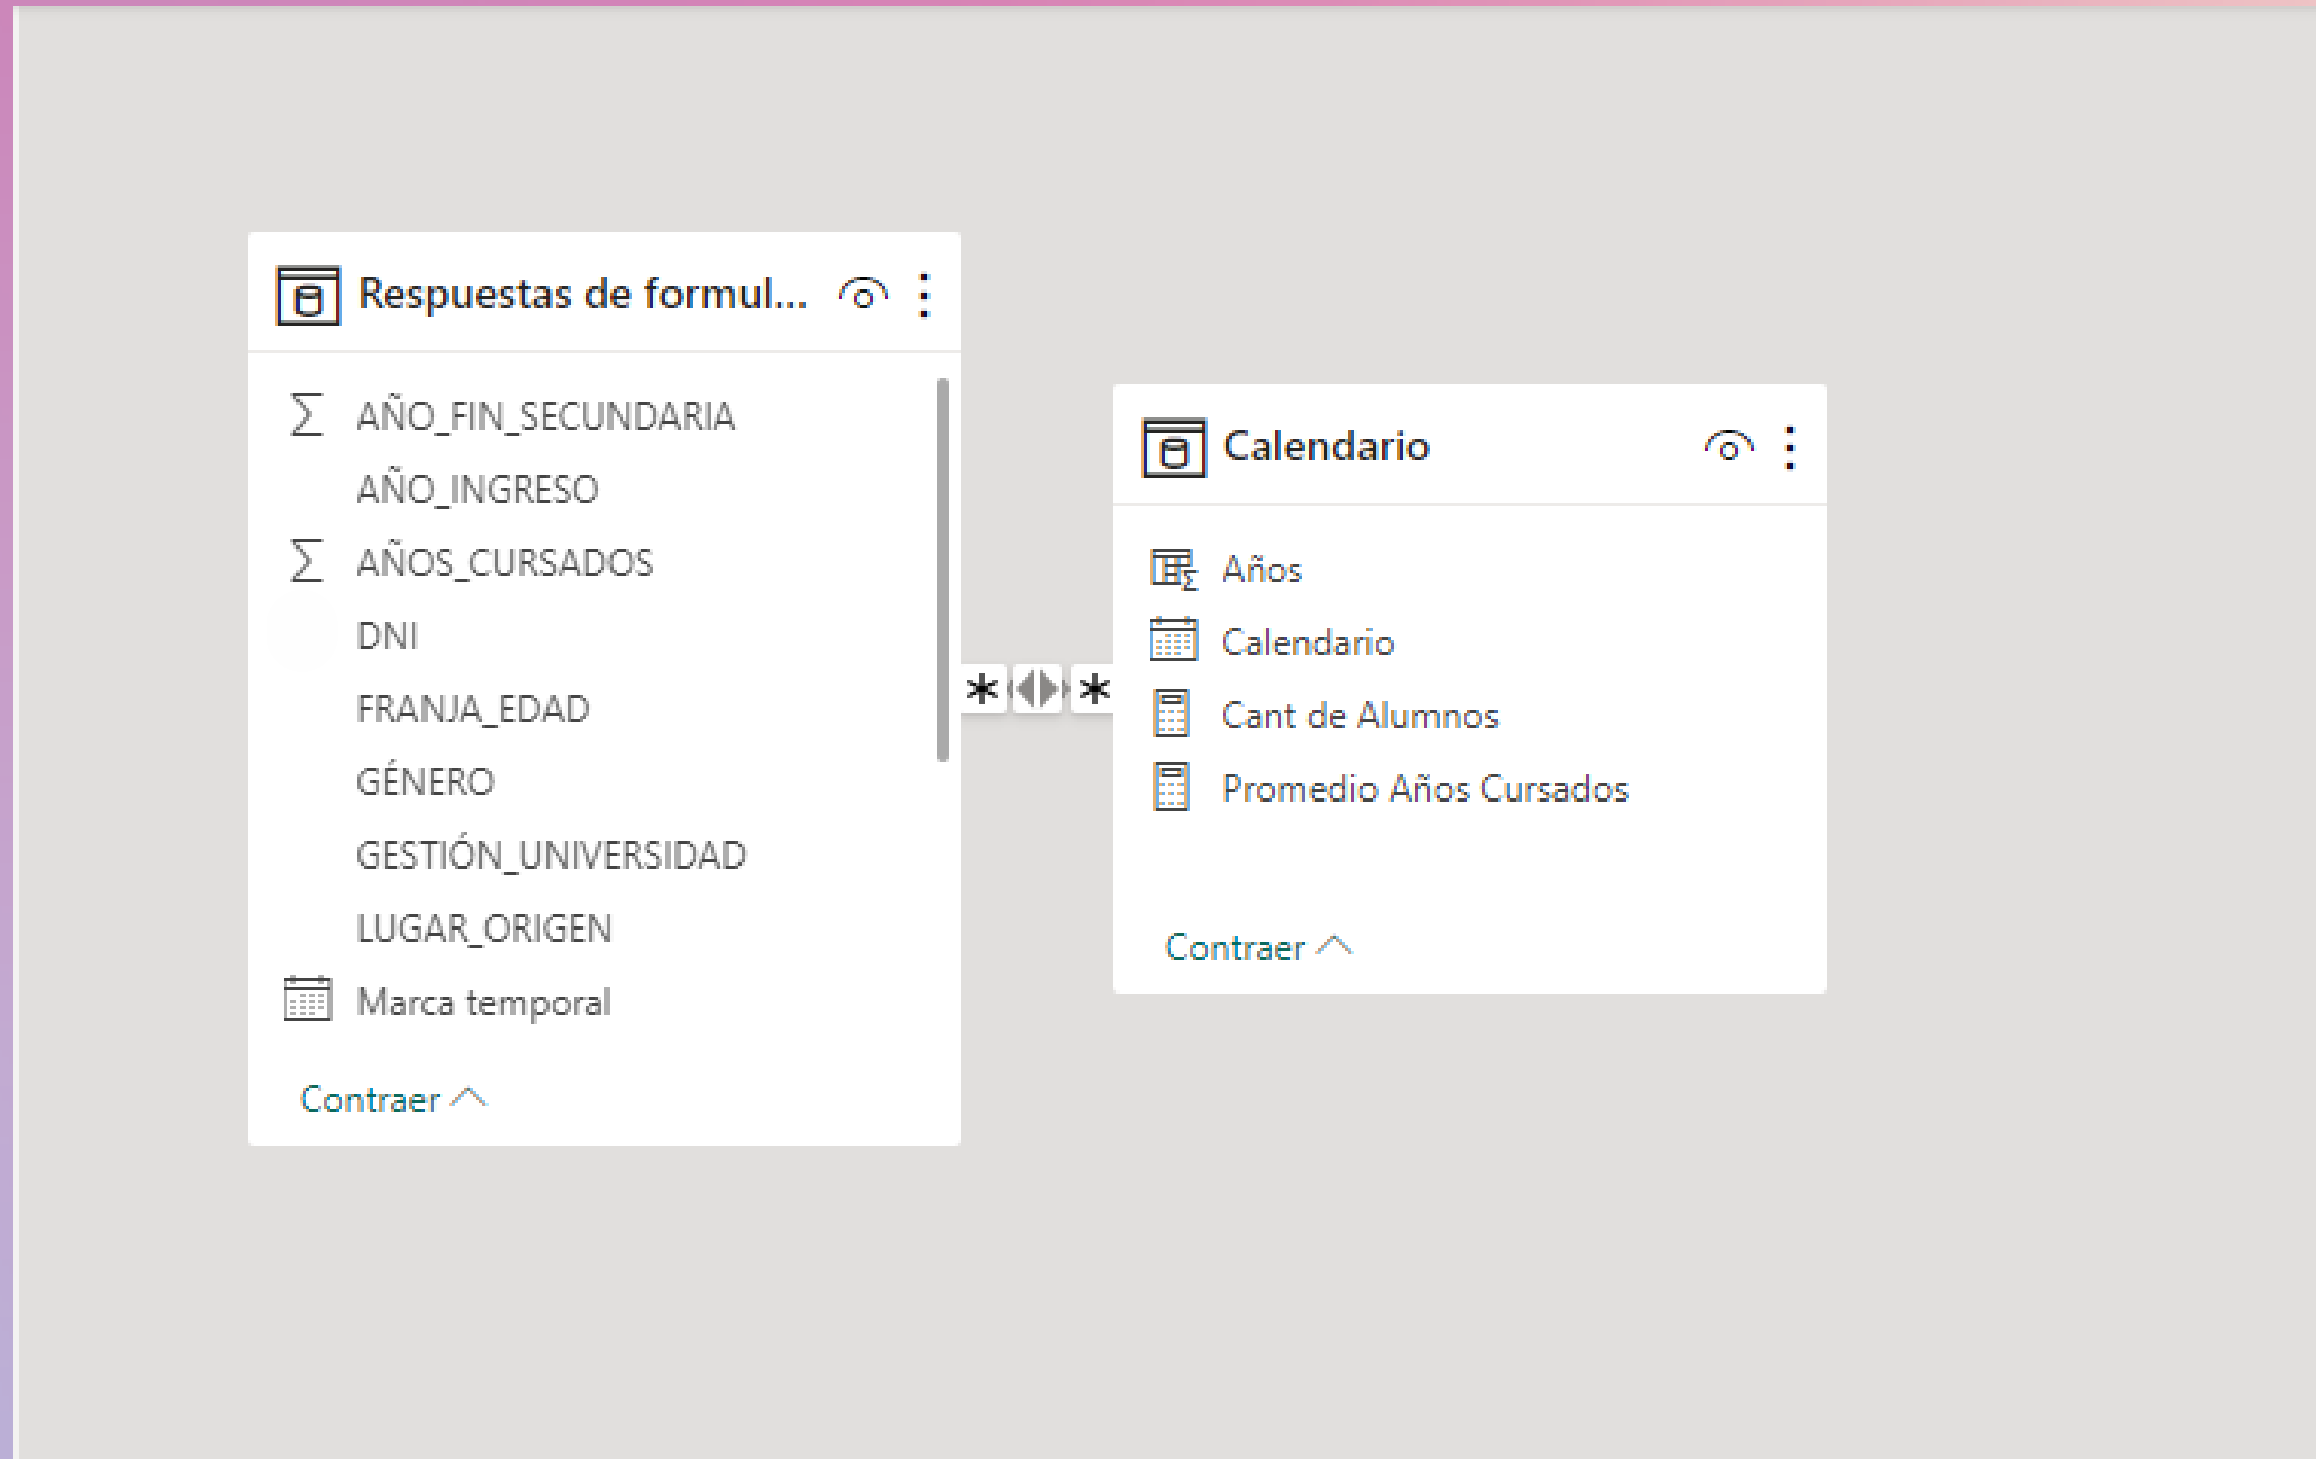 Respuestas de formul...
AÑO_FIN_SECUNDARIA
AÑO_INGRESO
AÑOS_CURSADOS
DNI
FRANJA_EDAD
GÉNERO
GESTIÓN_UNIVERSIDAD
LUGAR_ORIGEN
Marca temporal
Contraer
Calendario
Años
Calendario
Cant de Alumnos
Promedio Años Cursados
Contraer